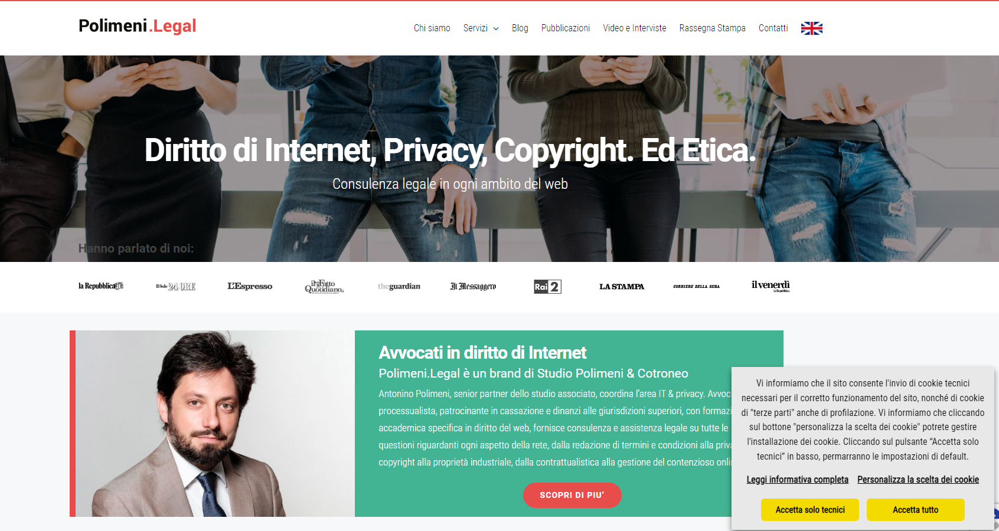 Polimeni.Legal
Chi siamo Servizi Blog Pubblicazioni Video e Interviste Rassegna Stampa Contatti
Diritto di Internet, Privacy, Copyright. Ed Etica.
Consulenza legale in ogni ambito del web
Hanno parlato di noi:
la Repubblica.it Il Sole 24 ORE L'Espresso il Fatto Quotidiano.it theguardian Il Messaggero Rai 2 LA STAMPA CORRIERE DELLA SERA il venerdì la Repubblica
Avvocati in diritto di Internet
Polimeni.Legal è un brand di Studio Polimeni & Cotroneo
Antonino Polimeni, senior partner dello studio associato, coordina l'area IT & privacy. Avvoc
processualista, patrocinante in cassazione e dinanzi alle giurisdizioni superiori, con formazi
accademica specifica in diritto del web, fornisce consulenza e assistenza legale su tutte le
questioni riguardanti ogni aspetto della rete, dalla redazione di termini e condizioni alla priva
copyright alla proprietà industriale, dalla contrattualistica alla gestione del contenzioso onli
SCOPRI DI PIU'
Vi informiamo che il sito consente l'invio di cookie tecnici
necessari per il corretto funzionamento del sito, nonché di cookie
di "terze parti" anche di profilazione. Vi informiamo che cliccando
sul bottone "personalizza la scelta dei cookie" potrete gestire
l'installazione dei cookie. Cliccando sul pulsante “Accetta solo
tecnici” in basso, permarranno le impostazioni di default.
Leggi informativa completa Personalizza la scelta dei cookie
Accetta solo tecnici Accetta tutto